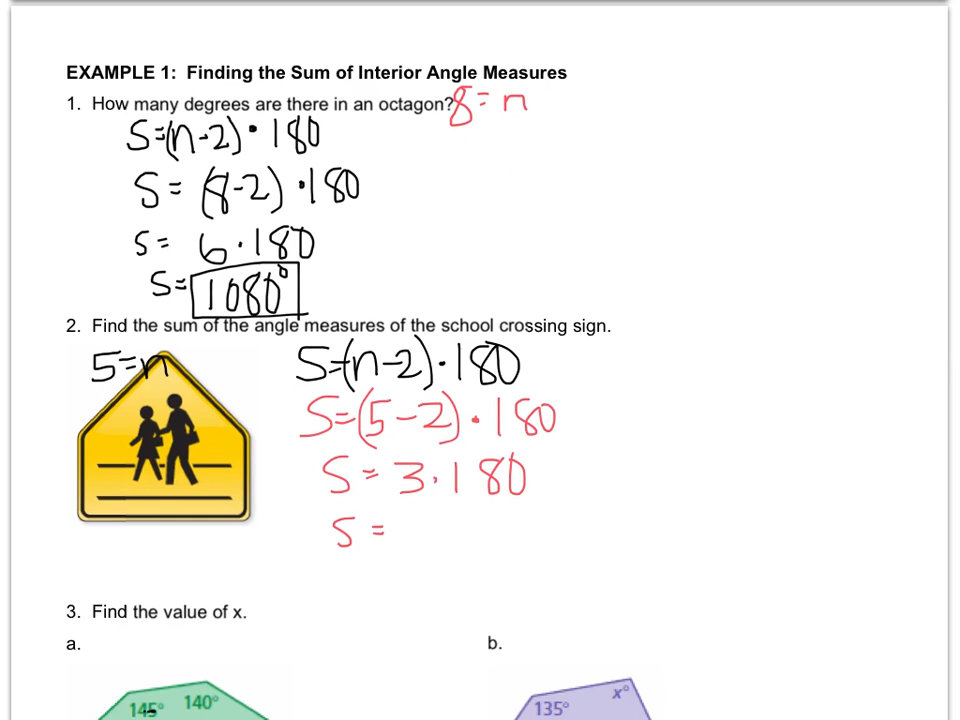 EXAMPLE 1: Finding the Sum of Interior Angle Measures
1. How many degrees are there in an octagon? 8 = n
S=(n-2)•180
S = (8-2) •180
S = 6•180
S = 1080°
2. Find the sum of the angle measures of the school crossing sign.
5=n
S=(n-2)•180
S=(5-2)•180
S = 3•180
S =
3. Find the value of x.
a.
b.
145° 140°
135° x°